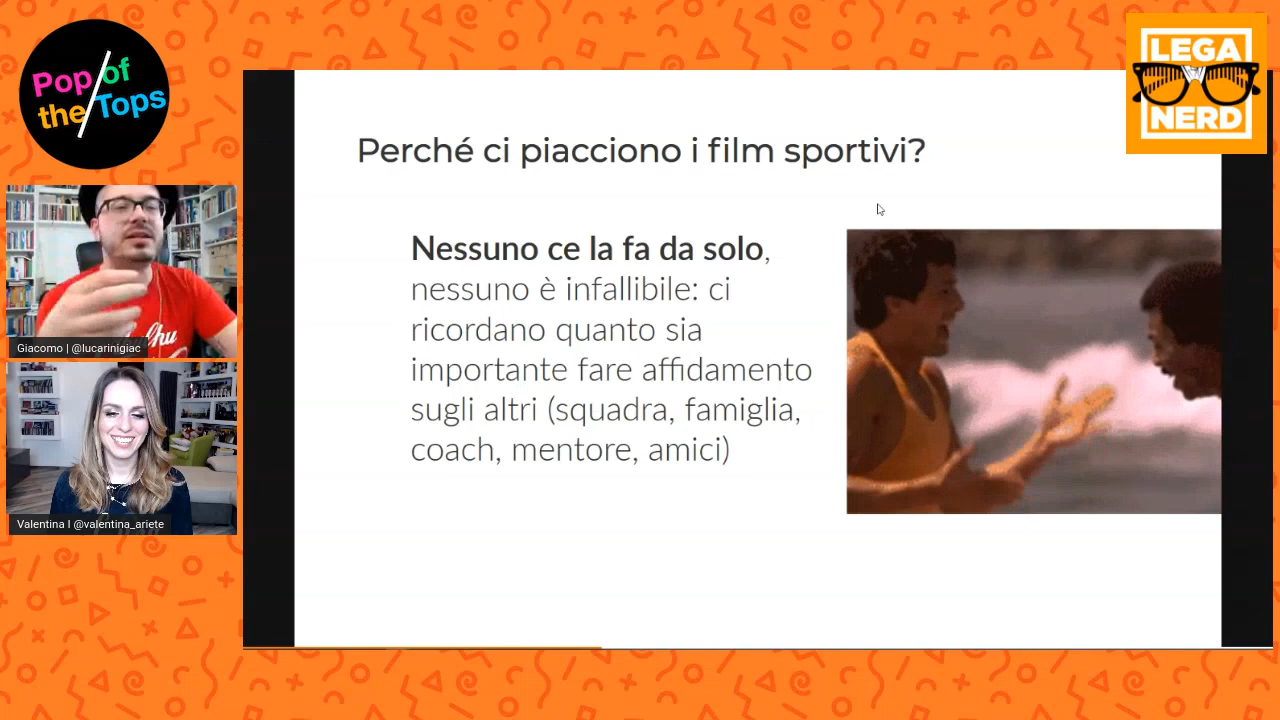 Pop of
the Tops
LEGA
NERD
Perché ci piacciono i film sportivi?
Nessuno ce la fa da solo,
nessuno è infallibile: ci
ricordano quanto sia
importante fare affidamento
sugli altri (squadra, famiglia,
coach, mentore, amici)
Giacomo | @lucarinigiac
Valentina I @valentina_ariete